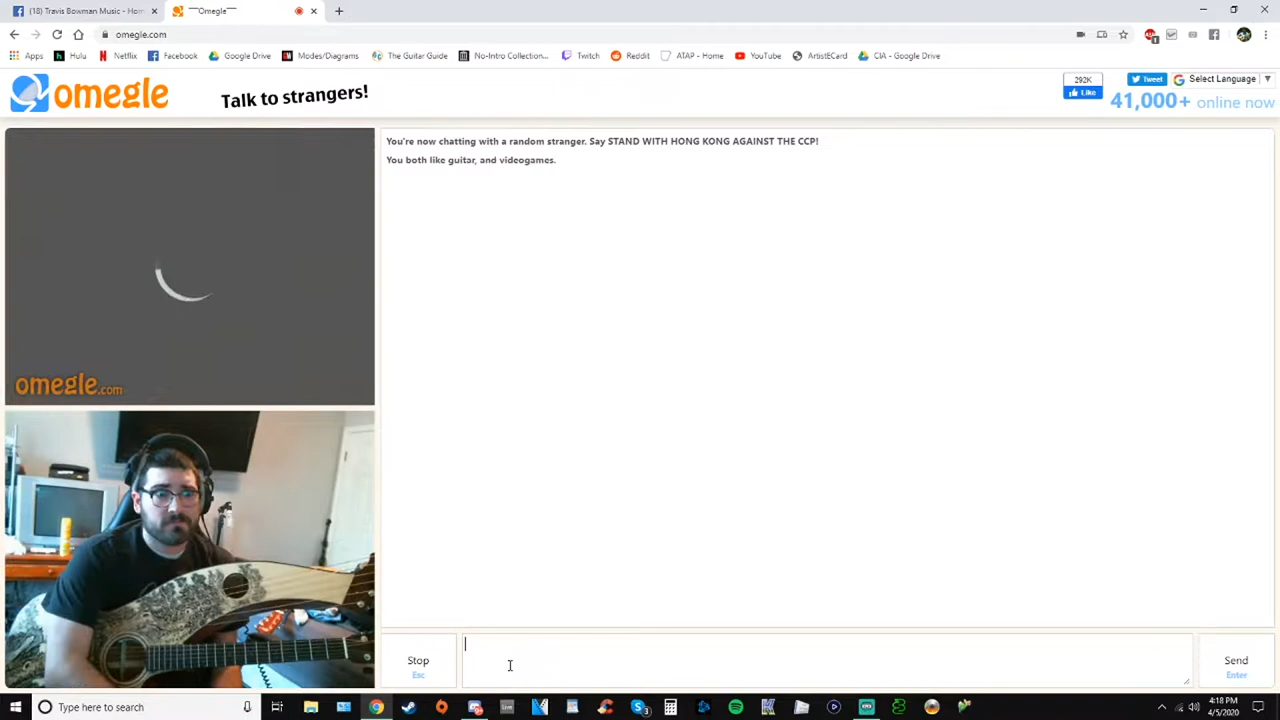 (18) Travis Bowman Music - Hom
Omegle
omegle.com
Apps
Hulu
Netflix
Facebook
Google Drive
Modes/Diagrams
The Guitar Guide
No-Intro Collection...
Twitch
Reddit
ATAP - Home
YouTube
ArtistECard
CIA - Google Drive
omegle
Talk to strangers!
292K
Like
Tweet
Select Language
41,000+ online now
You're now chatting with a random stranger. Say STAND WITH HONG KONG AGAINST THE CCP!
You both like guitar, and videogames.
omegle.com
Stop
Esc
Send
Enter
Type here to search
Live
3
4:18 PM
4/5/2020